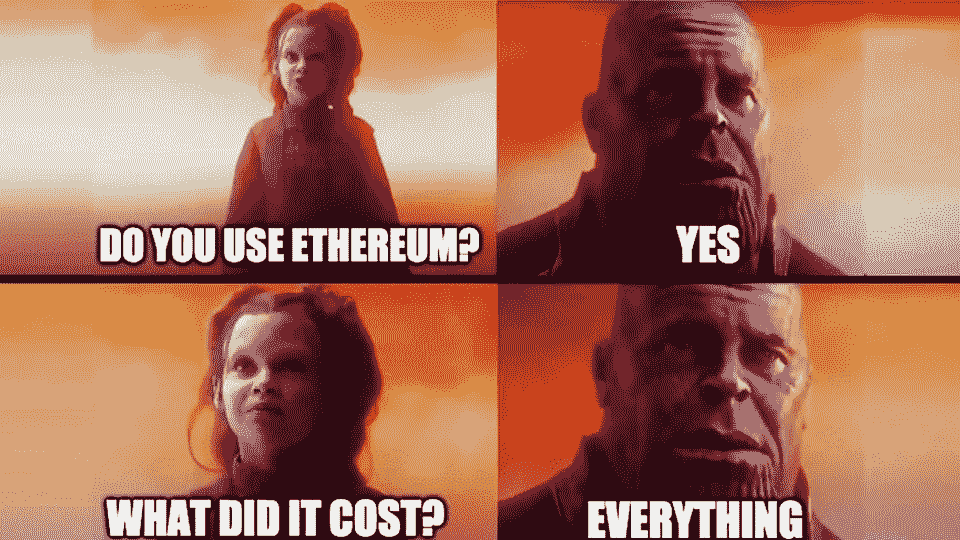 DO YOU USE ETHEREUM?
YES
WHAT DID IT COST?
EVERYTHING